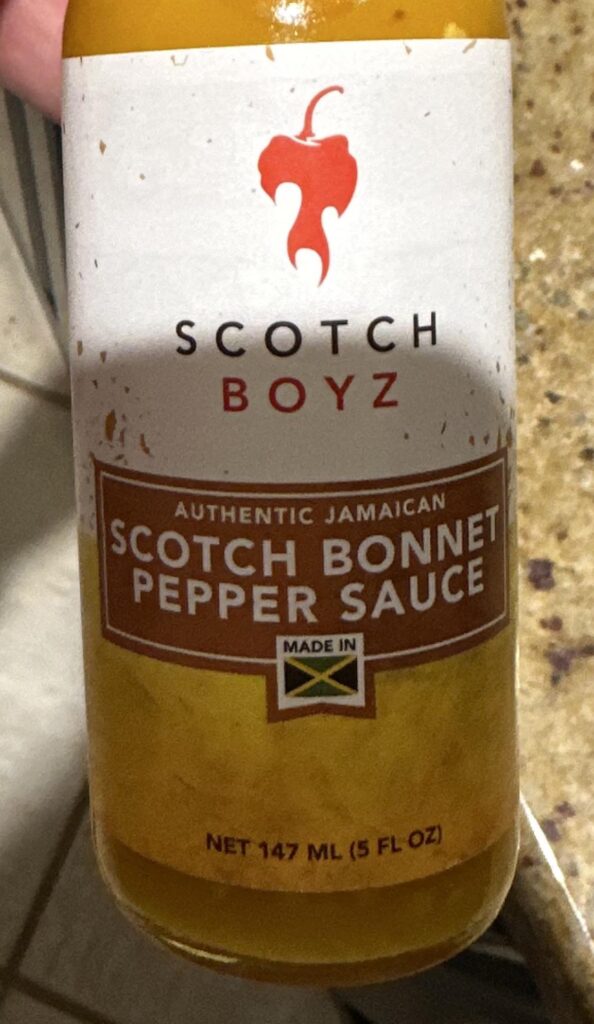 SCOTCH
BOYZ
AUTHENTIC JAMAICAN
SCOTCH BONNET
PEPPER SAUCE
MADE IN
NET 147 ML (5 FL OZ)